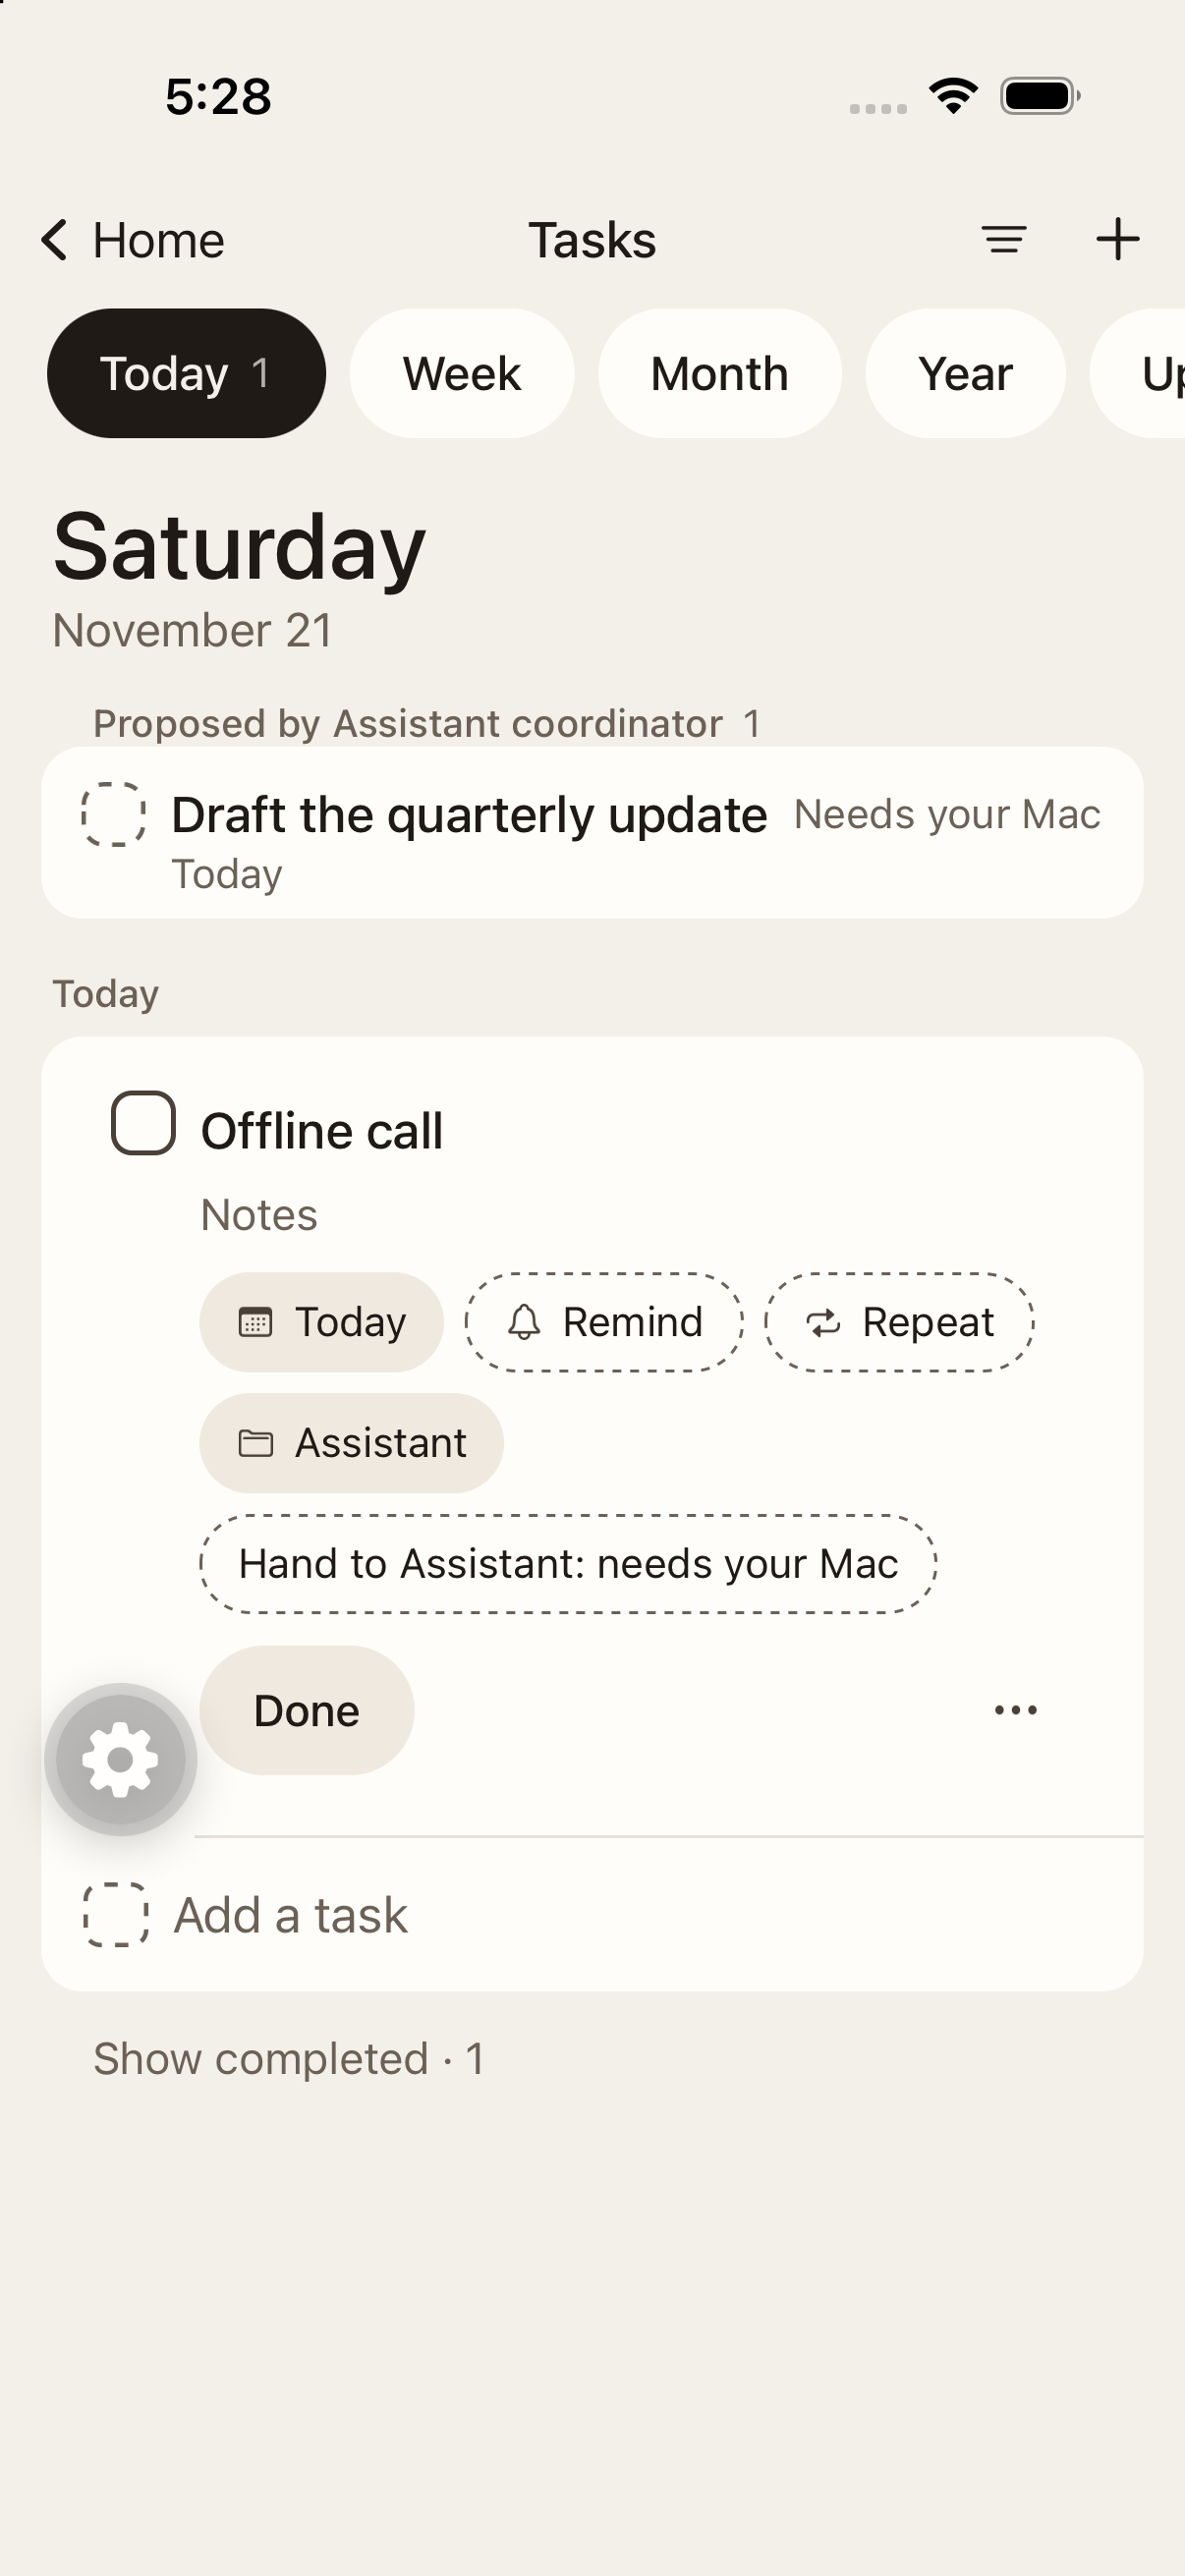 5:28
Home
Tasks
Today 1
Week
Month
Year
Up
Saturday
November 21
Proposed by Assistant coordinator 1
Draft the quarterly update Needs your Mac
Today
Today
Offline call
Notes
Today
Remind
Repeat
Assistant
Hand to Assistant: needs your Mac
Done
Add a task
Show completed · 1